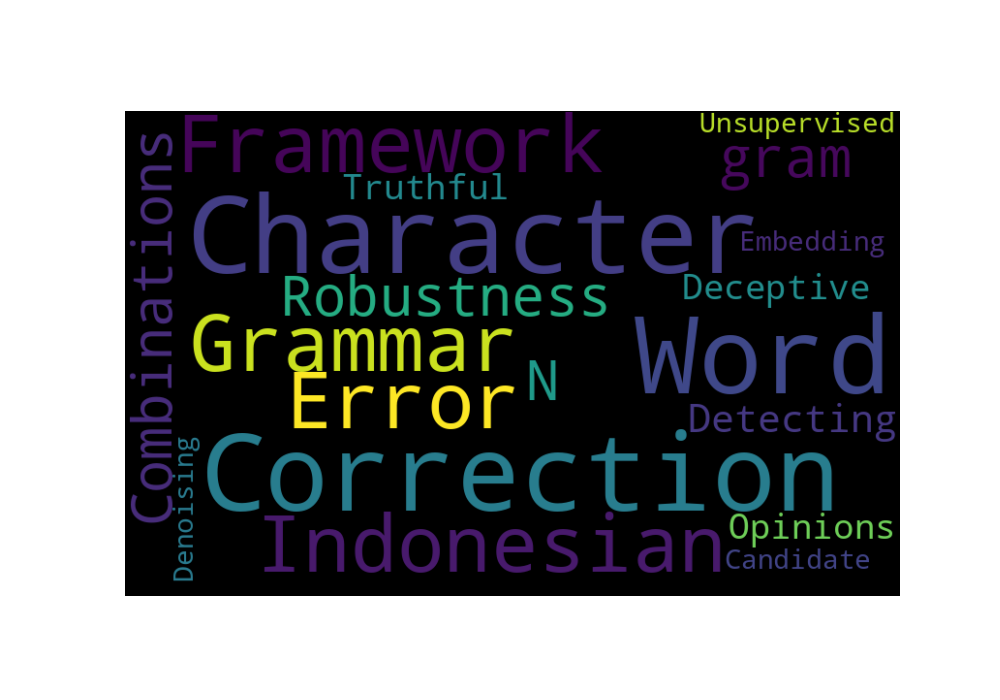 Framework
Unsupervised
gram
Truthful
Character
Embedding
Combinations
Robustness
Deceptive
Grammar
Word
N
Error
Detecting
Correction
Denoising
Indonesian
Opinions
Candidate